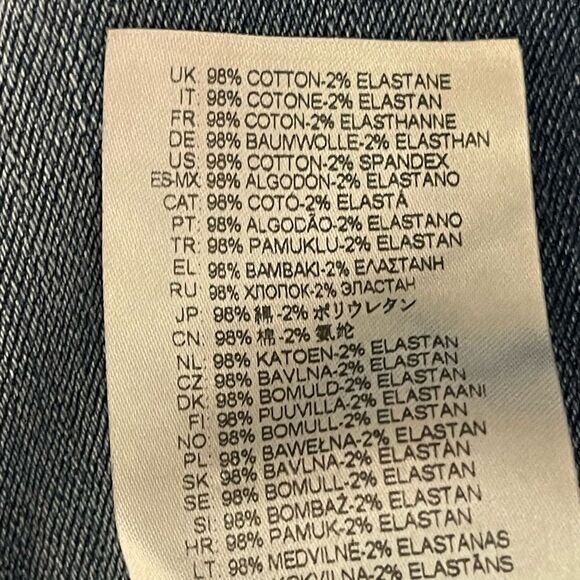 UK: 98% COTTON-2% ELASTANE
IT: 98% COTONE-2% ELASTAN
FR: 98% COTON-2% ELASTHANNE
DE: 98% BAUMWOLLE-2% ELASTHAN
US: 98% COTTON-2% SPANDEX
ES-MX: 98% ALGODÓN-2% ELASTANO
CAT: 98% COTÓ-2% ELASTÀ
PT: 98% ALGODÃO-2% ELASTANO
TR: 98% PAMUKLU-2% ELASTAN
EL: 98% BAMBAKI-2% ΕΛΑΣΤΑΝΗ
RU: 98% ХЛОПОК-2% ЭЛАСТАН
JP: 98% 綿 -2% ポリウレタン
CN: 98% 棉 -2% 氨纶
NL: 98% KATOEN-2% ELASTAN
CZ: 98% BAVLNA-2% ELASTAN
DK: 98% BOMULD-2% ELASTAN
FI: 98% PUUVILLA-2% ELASTAANI
NO: 98% BOMULL-2% ELASTAN
PL: 98% BAWEŁNA-2% ELASTAN
SK: 98% BAVLNA-2% ELASTAN
SE: 98% BOMULL-2% ELASTAN
SI: 98% BOMBAŽ-2% ELASTAN
HR: 98% PAMUK-2% ELASTAN
LT: 98% MEDVILNĖ-2% ELASTANAS
ELASTĀNS